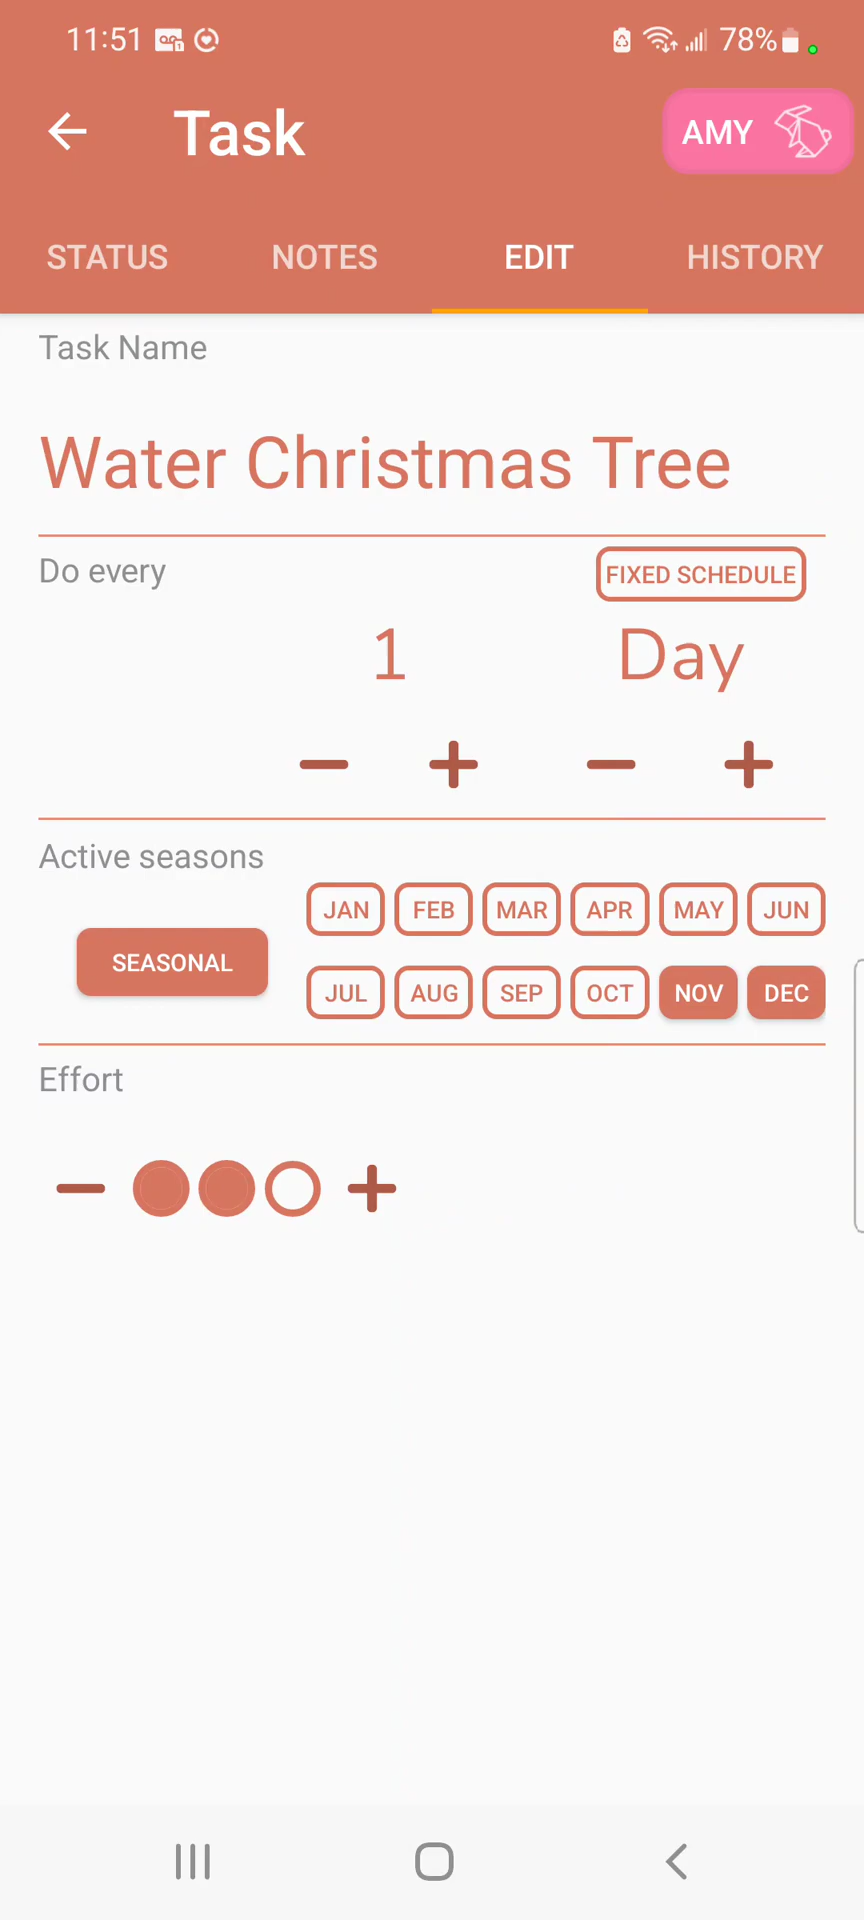 11:51 78%
Task AMY
STATUS NOTES EDIT HISTORY
Task Name
Water Christmas Tree
Do every FIXED SCHEDULE
1 Day
Active seasons
JAN FEB MAR APR MAY JUN
SEASONAL
JUL AUG SEP OCT NOV DEC
Effort